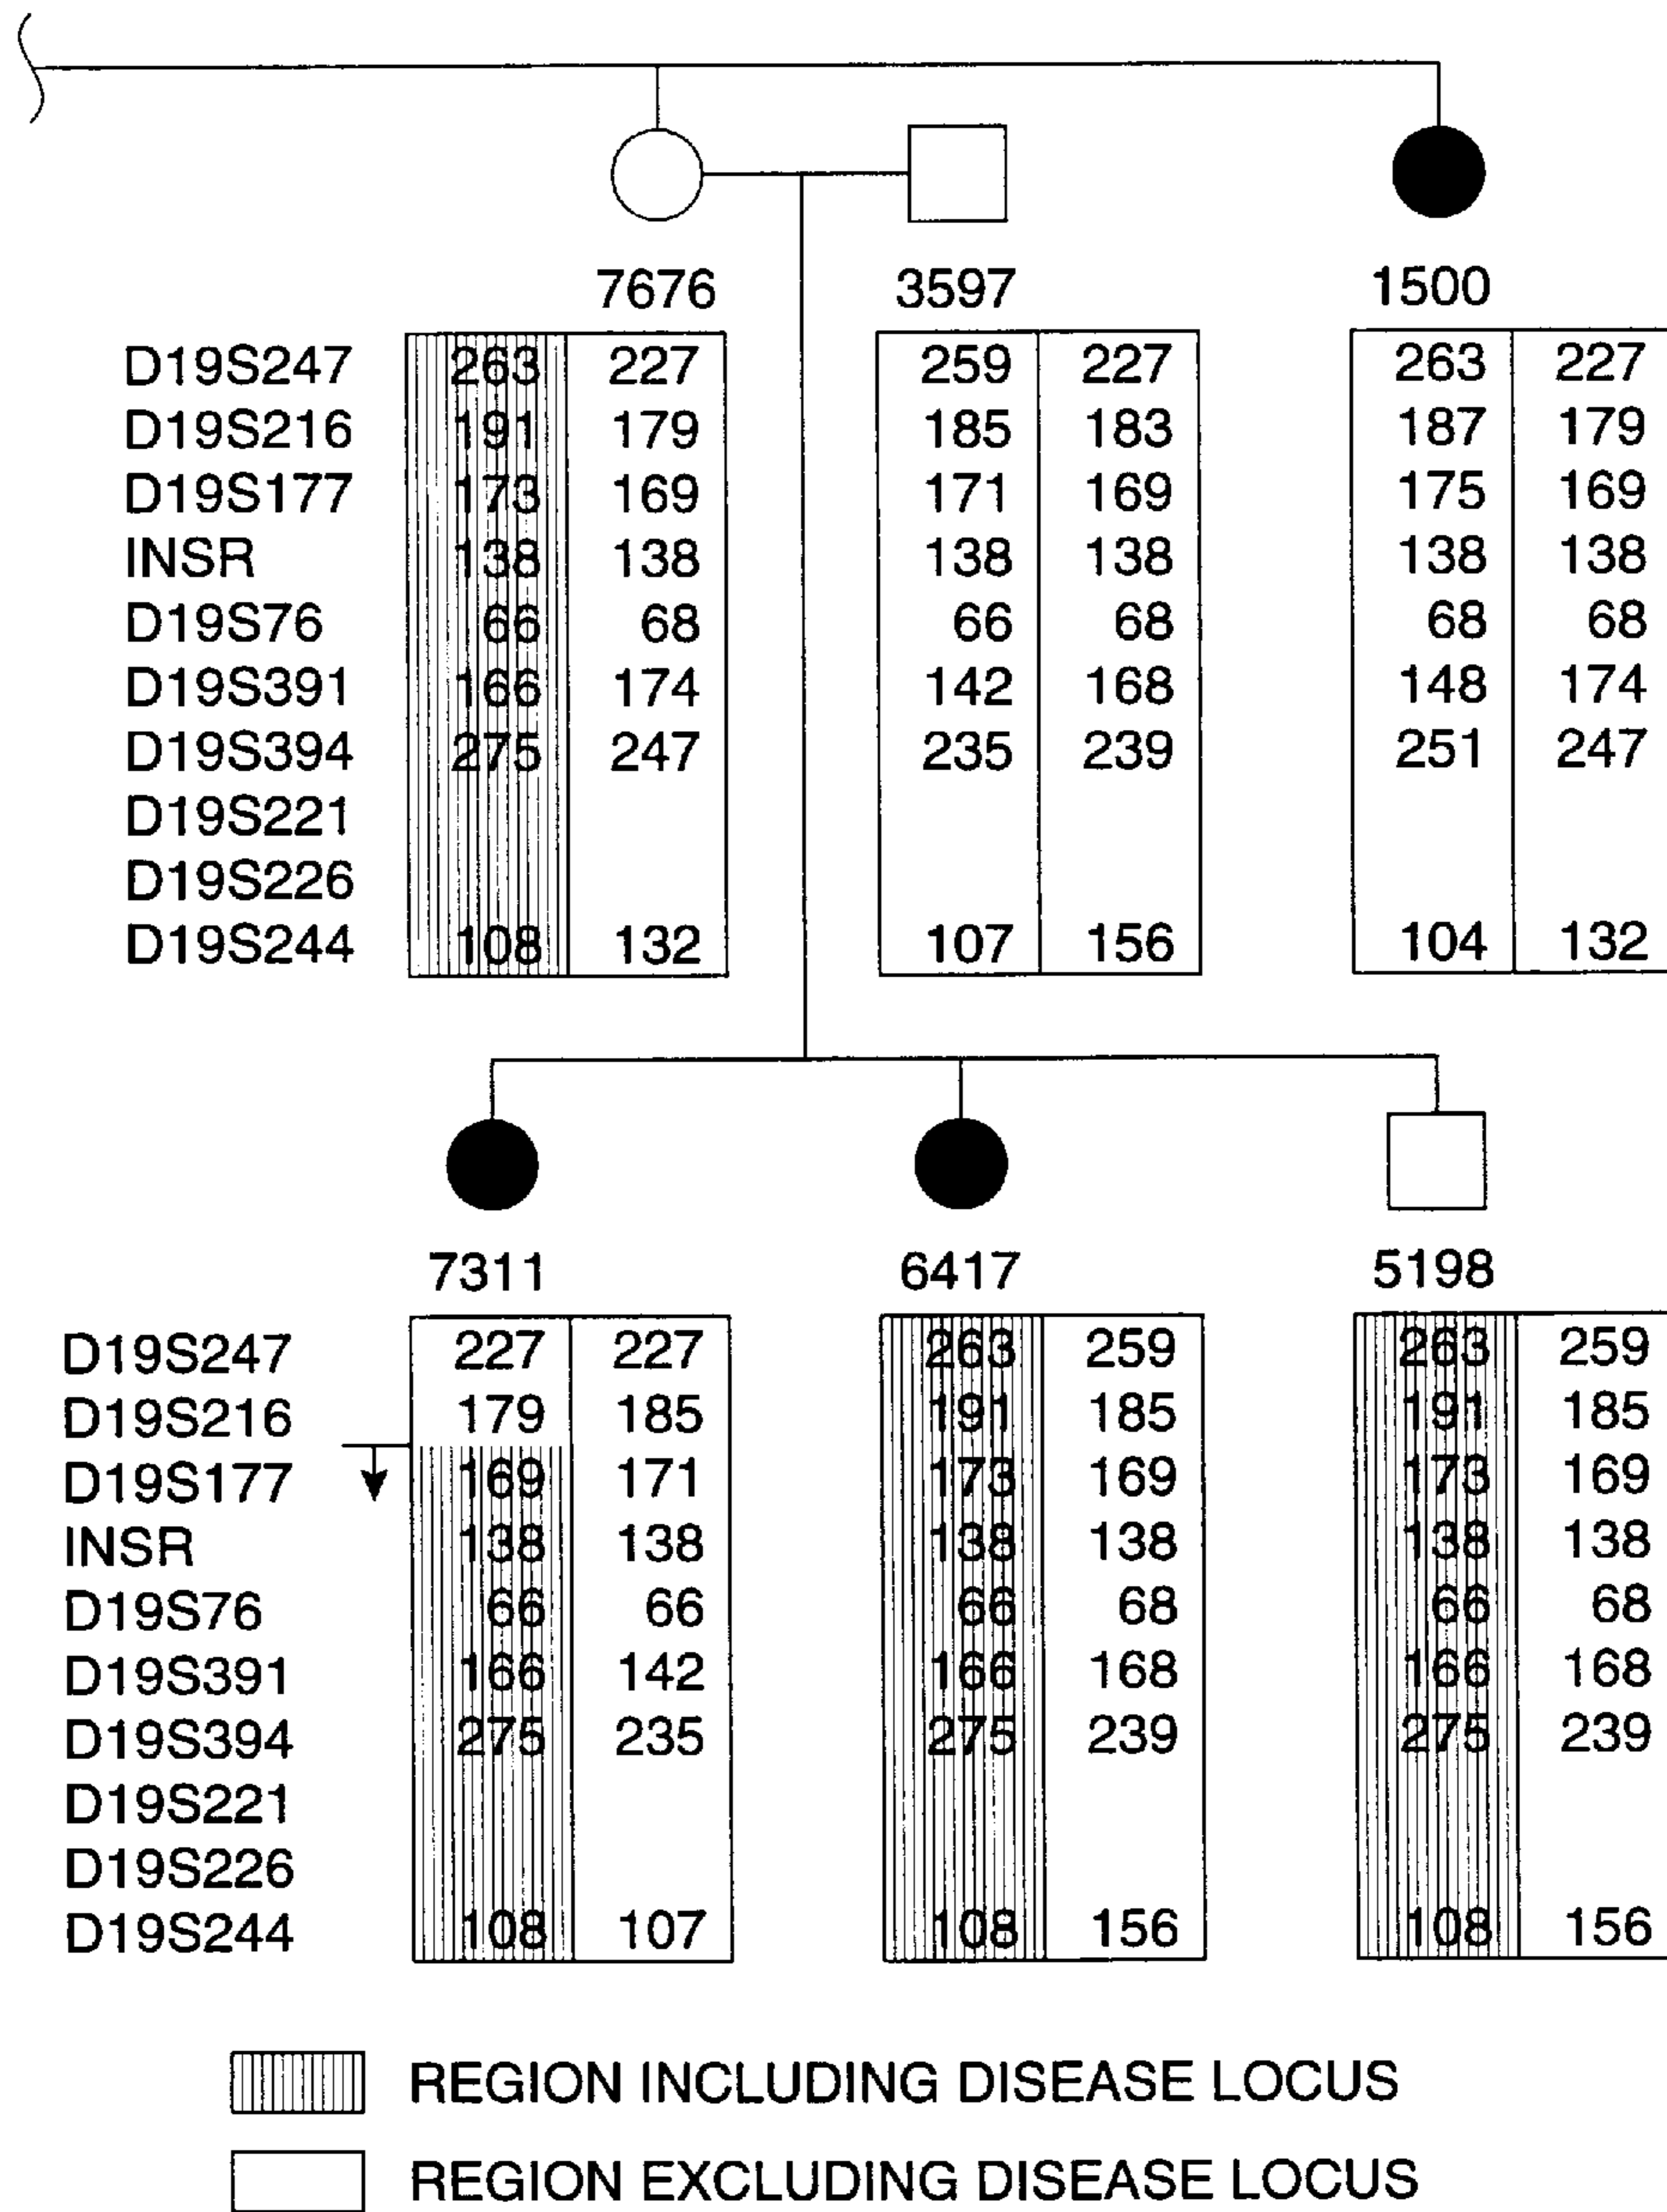 7676 3597 1500
D19S247 263 227 259 227 263 227
D19S216 191 179 185 183 187 179
D19S177 173 169 171 169 175 169
INSR 138 138 138 138 138 138
D19S76 66 68 66 68 68 68
D19S391 166 174 142 168 148 174
D19S394 275 247 235 239 251 247
D19S221
D19S226
D19S244 108 132 107 156 104 132
7311 6417 5198
D19S247 227 227 263 259 263 259
D19S216 179 185 191 185 191 185
D19S177 169 171 173 169 173 169
INSR 138 138 138 138 138 138
D19S76 66 66 66 68 66 68
D19S391 166 142 166 168 166 168
D19S394 275 235 275 239 275 239
D19S221
D19S226
D19S244 108 107 108 156 108 156
REGION INCLUDING DISEASE LOCUS
REGION EXCLUDING DISEASE LOCUS